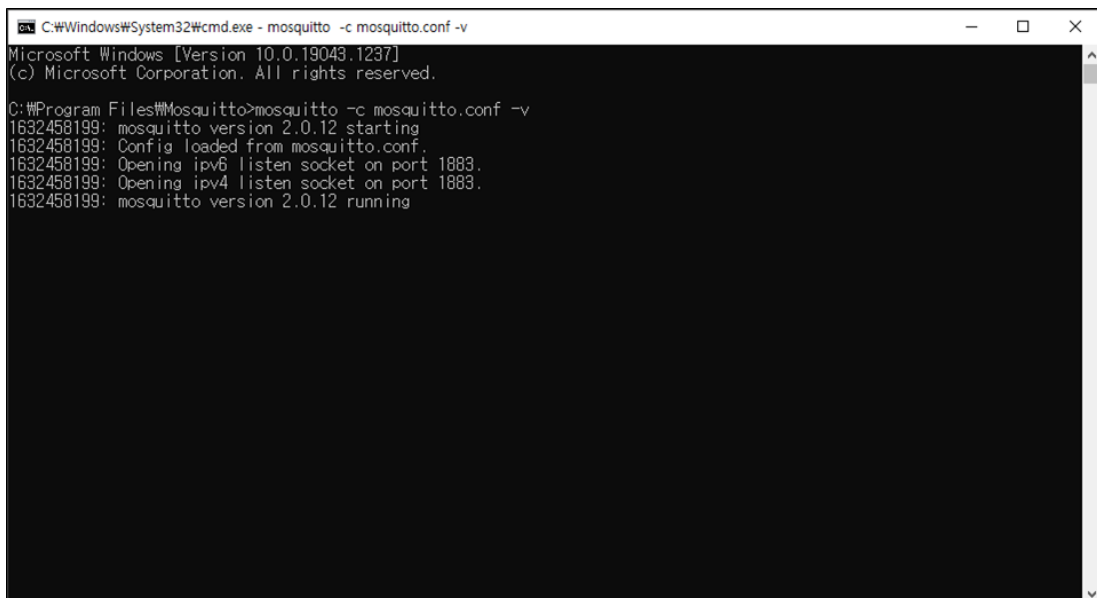 C:₩Windows₩System32₩cmd.exe - mosquitto -c mosquitto.conf -v
Microsoft Windows [Version 10.0.19043.1237]
(c) Microsoft Corporation. All rights reserved.
C:₩Program Files₩Mosquitto>mosquitto -c mosquitto.conf -v
1632458199: mosquitto version 2.0.12 starting
1632458199: Config loaded from mosquitto.conf.
1632458199: Opening ipv6 listen socket on port 1883.
1632458199: Opening ipv4 listen socket on port 1883.
1632458199: mosquitto version 2.0.12 running